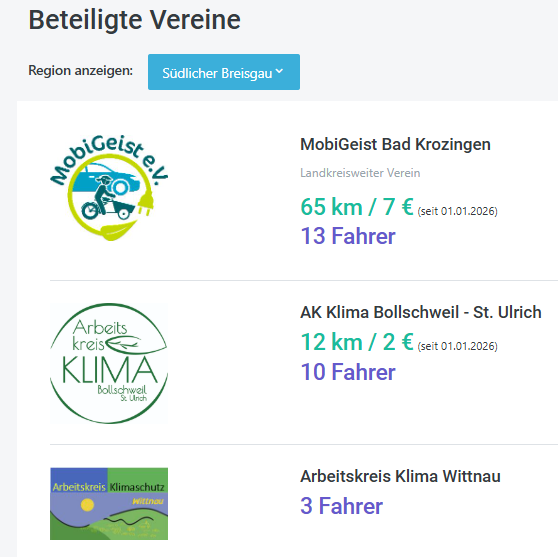 Beteiligte Vereine
Region anzeigen: Südlicher Breisgau
MobiGeist e.V.
MobiGeist Bad Krozingen
Landkreisweiter Verein
65 km / 7 € (seit 01.01.2026)
13 Fahrer
Arbeits
kreis
KLIMA
Bollschweil
St. Ulrich
AK Klima Bollschweil - St. Ulrich
12 km / 2 € (seit 01.01.2026)
10 Fahrer
Arbeitskreis Klimaschutz
Wittnau
Arbeitskreis Klima Wittnau
3 Fahrer